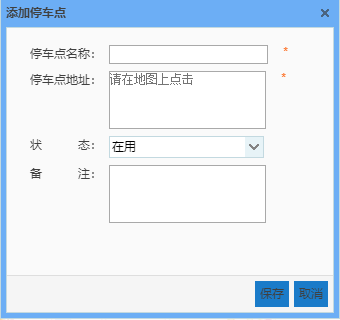 添加停车点
停车点名称： *
停车点地址： 请在地图上点击 *
状 态： 在用
备 注：
保存 取消